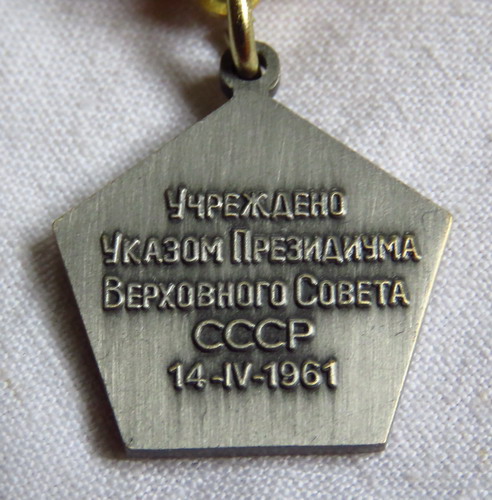 Учреждено
Указом Президиума
Верховного Совета
СССР
14-IV-1961